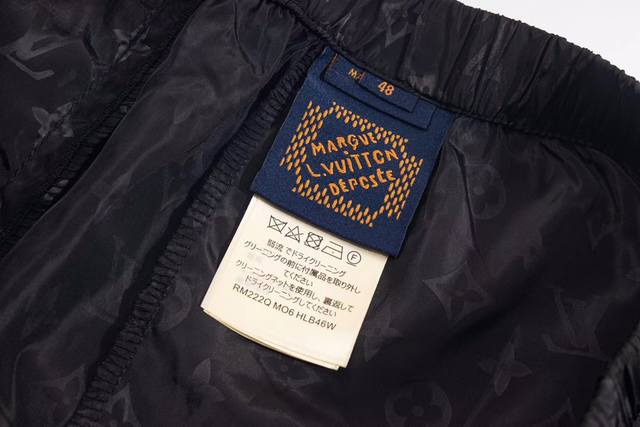 48
MARQUE
L.VUITTON
DÉPOSÉE
F
弱流でドライクリーニング
クリーニングの前に付属品を取り外し
てください
クリーニングネットを使用し、裏返して
ドライクリーニングしてください
RM222Q MO6 HLB46W